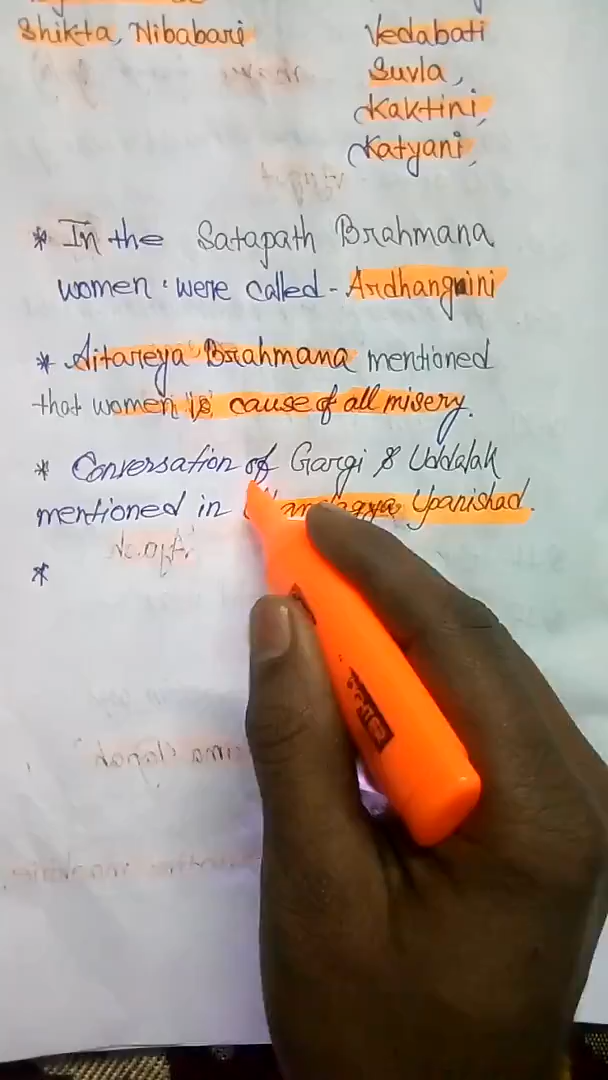 Shikta, Nibabari
Vedabati
Suvla,
Kaktini,
Katyani,
* In the Satapath Brahmana
women were called - Ardhangini
* Aitareya Brahmana mentioned
that women is cause of all misery.
* Conversation of Gargi & Uddalak
mentioned in Upanishad.
*